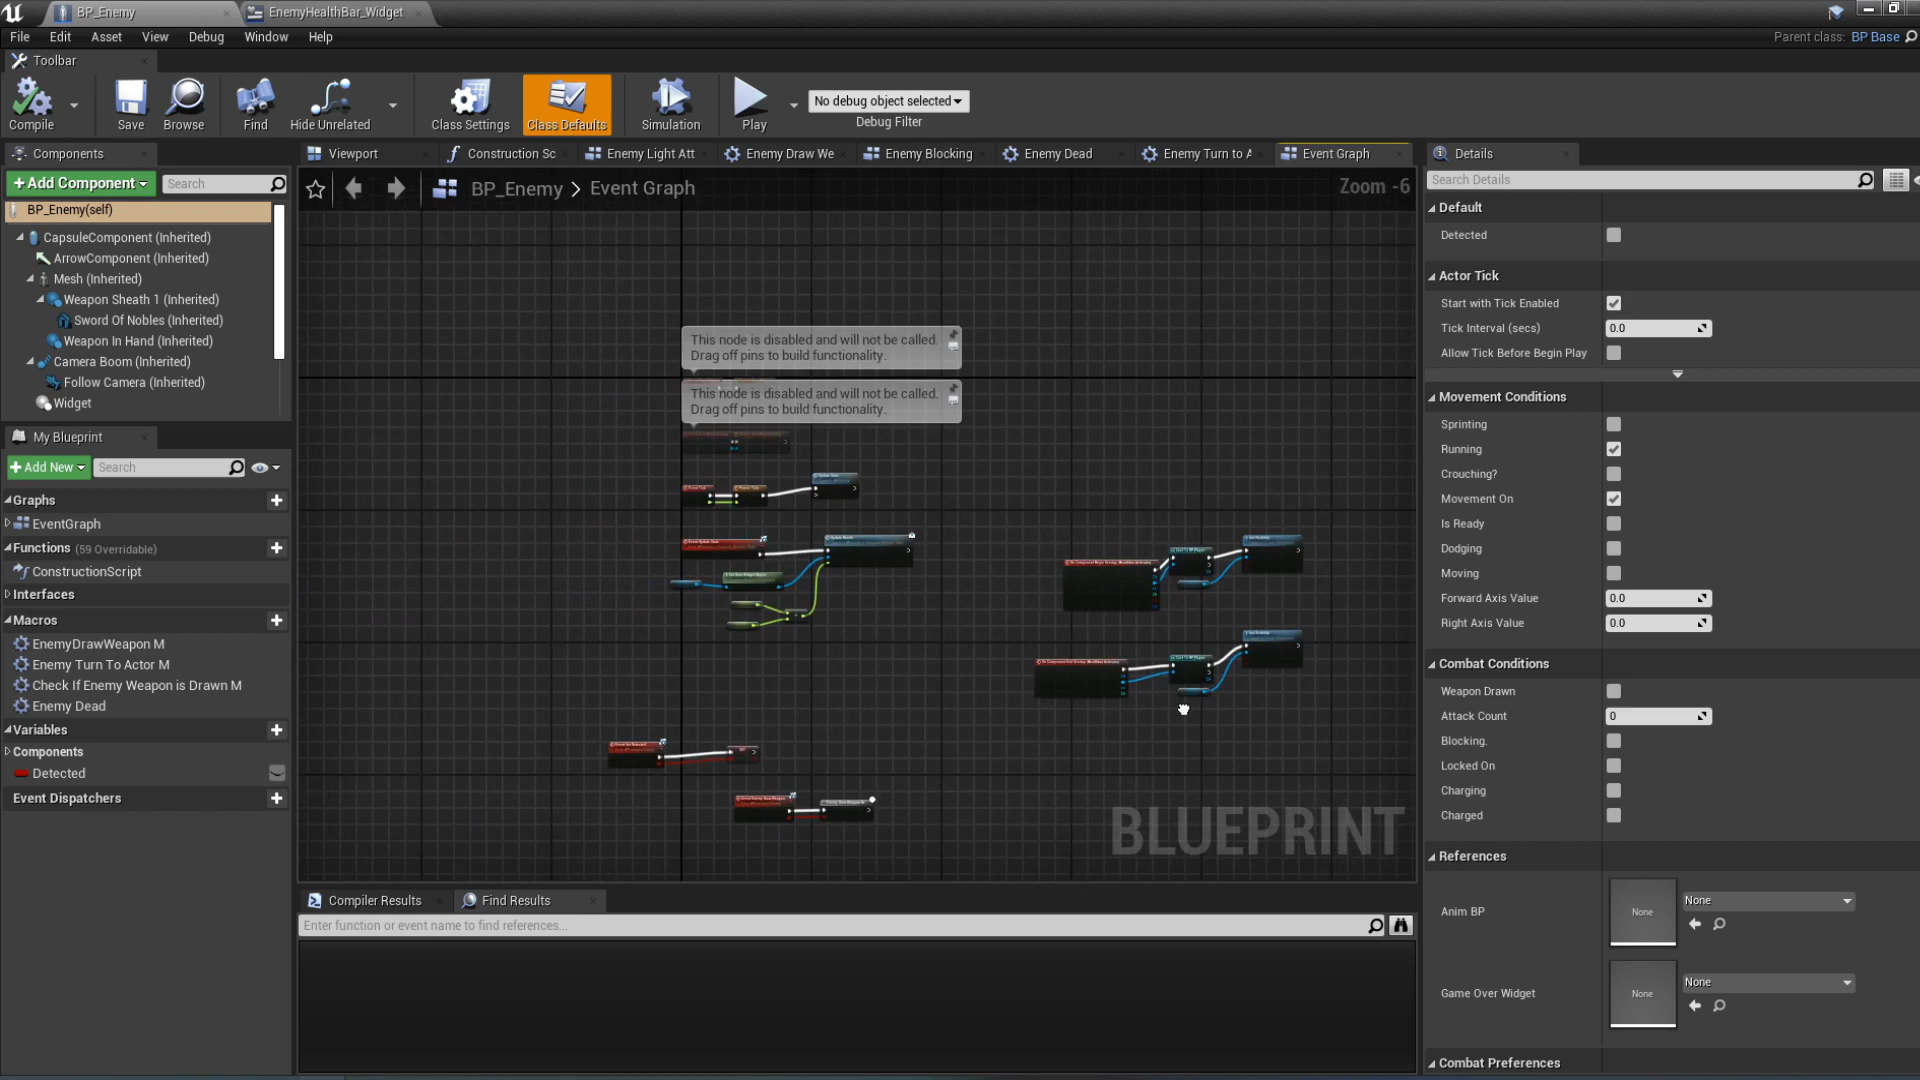 BP_Enemy
EnemyHealthBar_Widget
File Edit Asset View Debug Window Help
Parent class: BP Base
Toolbar
Compile Save Browse Find Hide Unrelated Class Settings Class Defaults Simulation Play
No debug object selected
Debug Filter
Components
+Add Component
Search
BP_Enemy(self)
CapsuleComponent (Inherited)
ArrowComponent (Inherited)
Mesh (Inherited)
Weapon Sheath 1 (Inherited)
Sword Of Nobles (Inherited)
Weapon In Hand (Inherited)
Camera Boom (Inherited)
Follow Camera (Inherited)
Widget
My Blueprint
+Add New
Search
Graphs
EventGraph
Functions (59 Overridable)
ConstructionScript
Interfaces
Macros
EnemyDrawWeapon M
Enemy Turn To Actor M
Check If Enemy Weapon is Drawn M
Enemy Dead
Variables
Components
Detected
Event Dispatchers
Viewport
Construction Sc
Enemy Light Att
Enemy Draw We
Enemy Blocking
Enemy Dead
Enemy Turn to A
Event Graph
BP_Enemy > Event Graph
Zoom -6
This node is disabled and will not be called.
Drag off pins to build functionality.
This node is disabled and will not be called.
Drag off pins to build functionality.
BLUEPRINT
Compiler Results
Find Results
Enter function or event name to find references...
Details
Search Details
Default
Detected
Actor Tick
Start with Tick Enabled
Tick Interval (secs) 0.0
Allow Tick Before Begin Play
Movement Conditions
Sprinting
Running
Crouching?
Movement On
Is Ready
Dodging
Moving
Forward Axis Value 0.0
Right Axis Value 0.0
Combat Conditions
Weapon Drawn
Attack Count 0
Blocking.
Locked On
Charging
Charged
References
Anim BP None None
Game Over Widget None None
Combat Preferences